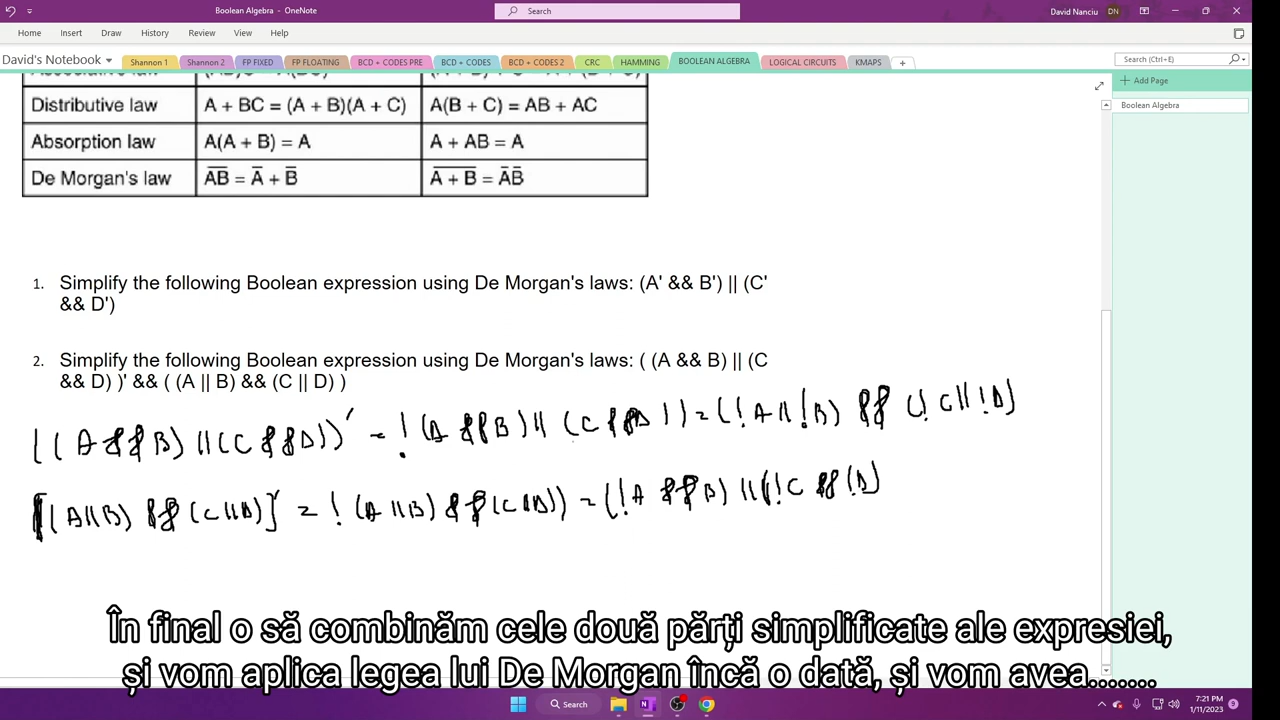 Boolean Algebra - OneNote
Search
David Nanciu DN
Home Insert Draw History Review View Help
David's Notebook
Shannon 1 Shannon 2 FP FIXED FP FLOATING BCD + CODES PRE BCD + CODES BCD + CODES 2 CRC HAMMING BOOLEAN ALGEBRA LOGICAL CIRCUITS KMAPS
Search (Ctrl+E)
Add Page
Boolean Algebra
Distributive law A + BC = (A + B)(A + C) A(B + C) = AB + AC
Absorption law A(A + B) = A A + AB = A
De Morgan's law A̅B̅ = A̅ + B̅ A̅ ̅+̅ ̅B̅ = A̅B̅
1. Simplify the following Boolean expression using De Morgan's laws: (A' && B') || (C'
&& D')
2. Simplify the following Boolean expression using De Morgan's laws: ( (A && B) || (C
&& D) )' && ( (A || B) && (C || D) )
((A && B) || (C && D))' = !(A && B) || (C && D)) = (!A || !B) && (!C || !D)
[(A || B) && (C || D)]' = !(A || B) && (C || D)) = (!A && B) || (!C && !D)
În final o să combinăm cele două părți simplificate ale expresiei,
și vom aplica legea lui De Morgan încă o dată, și vom avea.......
Search
7:21 PM
1/11/2023